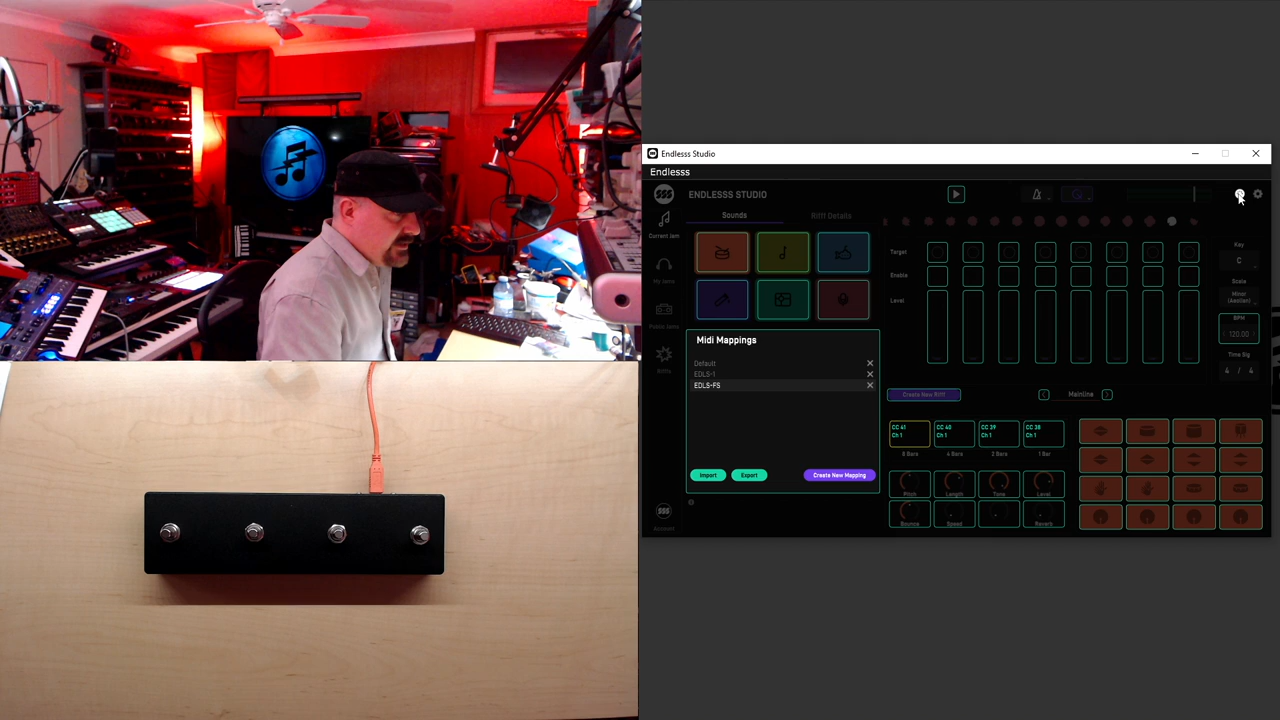 Endlesss Studio
Endlesss
ENDLESSS STUDIO
Sounds
Riff Details
Current Jam
My Jams
Public Jams
Riffs
Account
Target
Enable
Level
Key
C
Scale
Minor
(Aeolian)
BPM
120.00
Time Sig
4 / 4
Midi Mappings
Default
EDLS-1
EDLS-FS
Import
Export
Create New Mapping
Create New Riff
Mainline
CC 41
Ch 1
CC 40
Ch 1
CC 39
Ch 1
CC 38
Ch 1
8 Bars
4 Bars
2 Bars
1 Bar
Pitch
Length
Tone
Level
Bounce
Speed
Reverb